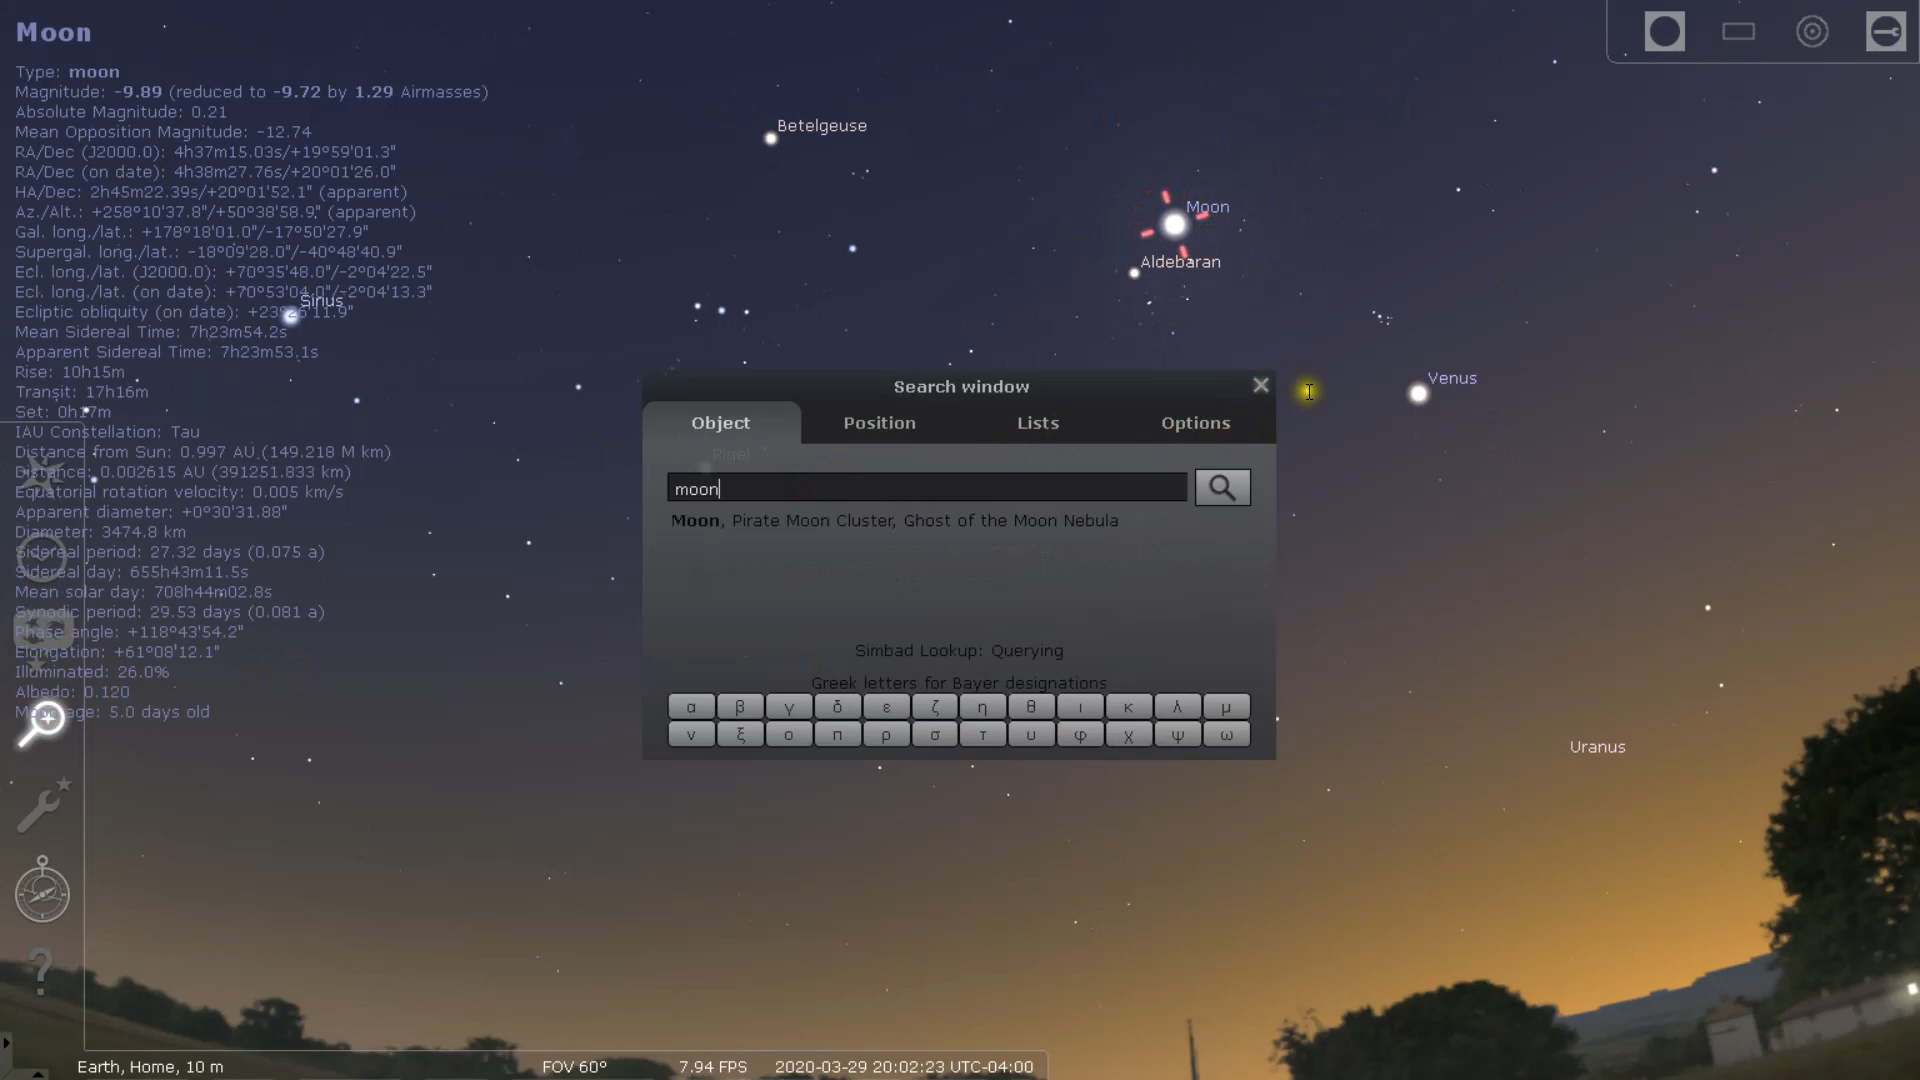 Moon
Type: moon
Magnitude: -9.89 (reduced to -9.72 by 1.29 Airmasses)
Absolute Magnitude: 0.21
Mean Opposition Magnitude: -12.74
RA/Dec (J2000.0): 4h37m15.03s/+19°59'01.3"
RA/Dec (on date): 4h38m27.76s/+20°01'26.0"
HA/Dec: 2h45m22.39s/+20°01'52.1" (apparent)
Az./Alt.: +258°10'37.8"/+50°38'58.9" (apparent)
Gal. long./lat.: +178°18'01.0"/-17°50'27.9"
Supergal. long./lat.: -18°09'28.0"/-40°48'40.9"
Ecl. long./lat. (J2000.0): +70°35'48.0"/-2°04'22.5"
Ecl. long./lat. (on date): +70°53'04.0"/-2°04'13.3"
Ecliptic obliquity (on date): +23°26'11.9"
Mean Sidereal Time: 7h23m54.2s
Apparent Sidereal Time: 7h23m53.1s
Rise: 10h15m
Transit: 17h16m
Set: 0h17m
IAU Constellation: Tau
Distance from Sun: 0.997 AU (149.218 M km)
Distance: 0.002615 AU (391251.833 km)
Equatorial rotation velocity: 0.005 km/s
Apparent diameter: +0°30'31.88"
Diameter: 3474.8 km
Sidereal period: 27.32 days (0.075 a)
Sidereal day: 655h43m11.5s
Mean solar day: 708h44m02.8s
Synodic period: 29.53 days (0.081 a)
Phase angle: +118°43'54.2"
Elongation: +61°08'12.1"
Illuminated: 26.0%
Albedo: 0.120
Moon age: 5.0 days old
Betelgeuse
Moon
Aldebaran
Sirius
Venus
Rigel
Uranus
Search window
Object Position Lists Options
moon
Moon, Pirate Moon Cluster, Ghost of the Moon Nebula
Simbad Lookup: Querying
Greek letters for Bayer designations
α β γ δ ε ζ η θ ι κ λ μ
ν ξ ο π ρ σ τ υ φ χ ψ ω
?
Earth, Home, 10 m FOV 60° 7.94 FPS 2020-03-29 20:02:23 UTC-04:00